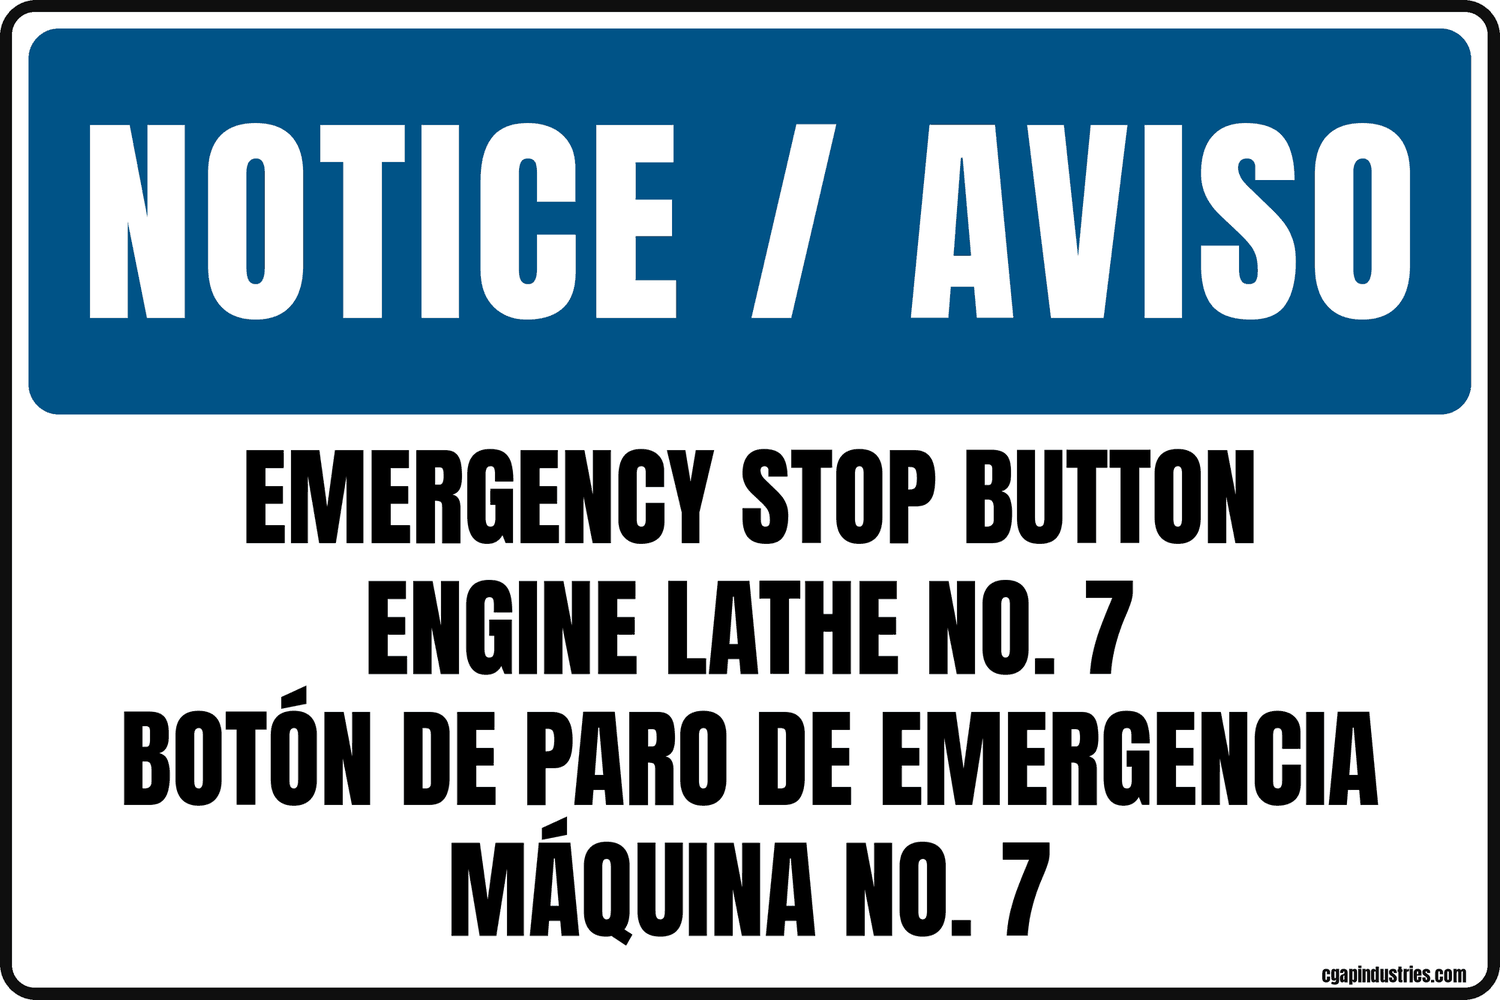 NOTICE / AVISO
EMERGENCY STOP BUTTON
ENGINE LATHE NO. 7
BOTÓN DE PARO DE EMERGENCIA
MÁQUINA NO. 7
cgapindustries.com